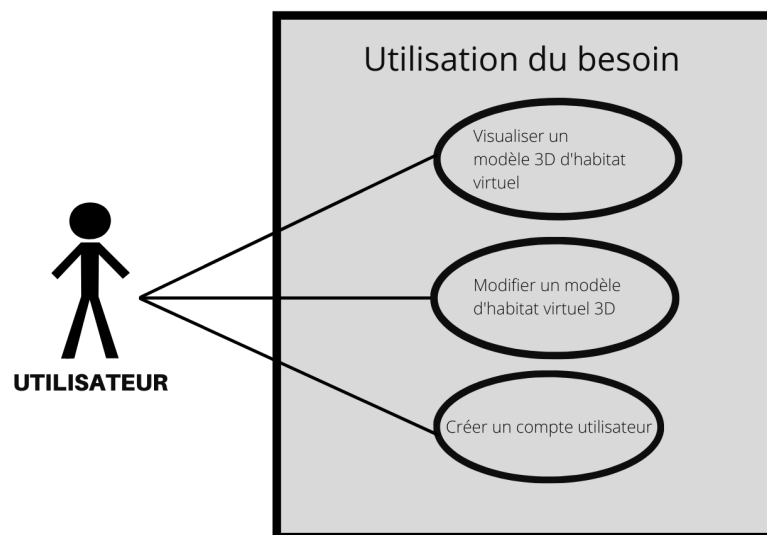 Utilisation du besoin
Visualiser un
modèle 3D d'habitat
virtuel
Modifier un modèle
d'habitat virtuel 3D
UTILISATEUR
Créer un compte utilisateur